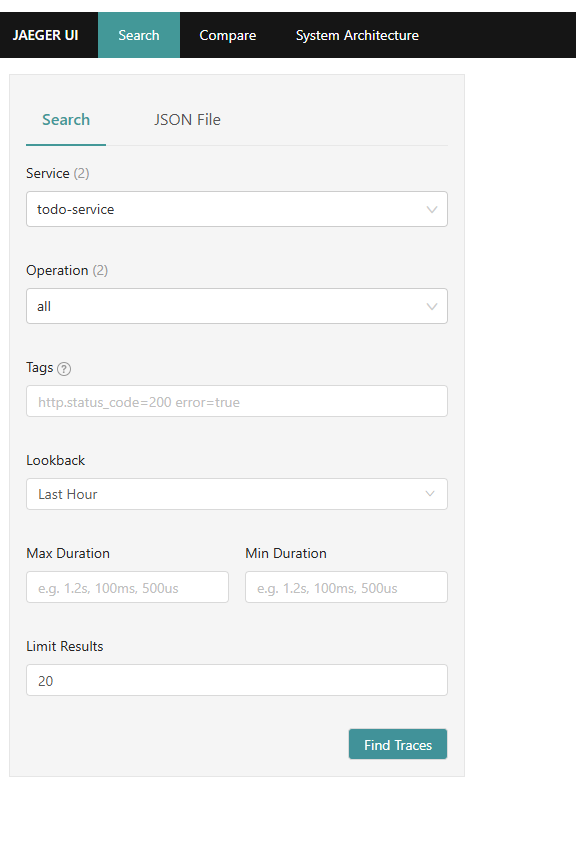 JAEGER UI Search Compare System Architecture
Search JSON File
Service (2)
todo-service
Operation (2)
all
Tags ?
http.status_code=200 error=true
Lookback
Last Hour
Max Duration Min Duration
e.g. 1.2s, 100ms, 500us e.g. 1.2s, 100ms, 500us
Limit Results
20
Find Traces